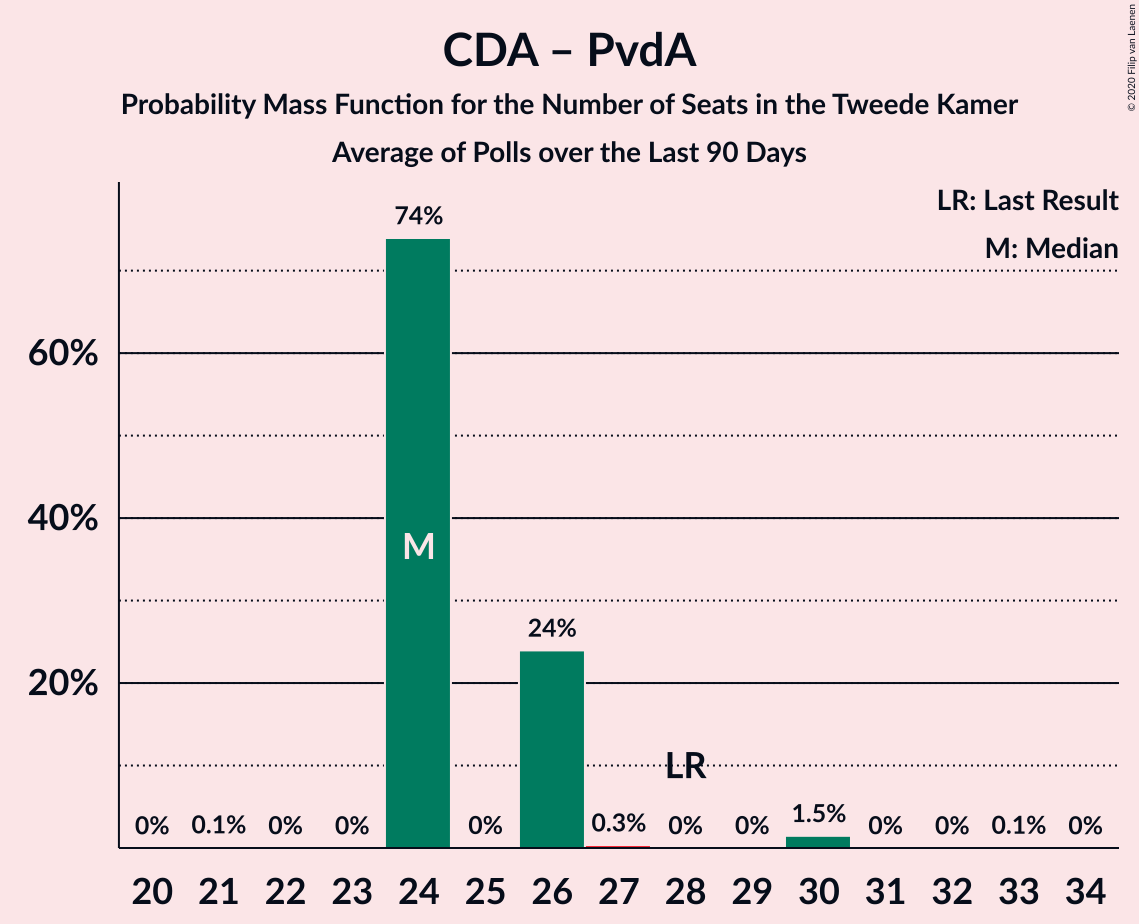 CDA – PvdA
Probability Mass Function for the Number of Seats in the Tweede Kamer
Average of Polls over the Last 90 Days
© 2020 Filip van Laenen
LR: Last Result
M: Median
74%
60%
40%
M
24%
20%
LR
0% 0.1% 0% 0% 0% 0.3% 0% 0% 1.5% 0% 0% 0.1% 0%
20 21 22 23 24 25 26 27 28 29 30 31 32 33 34